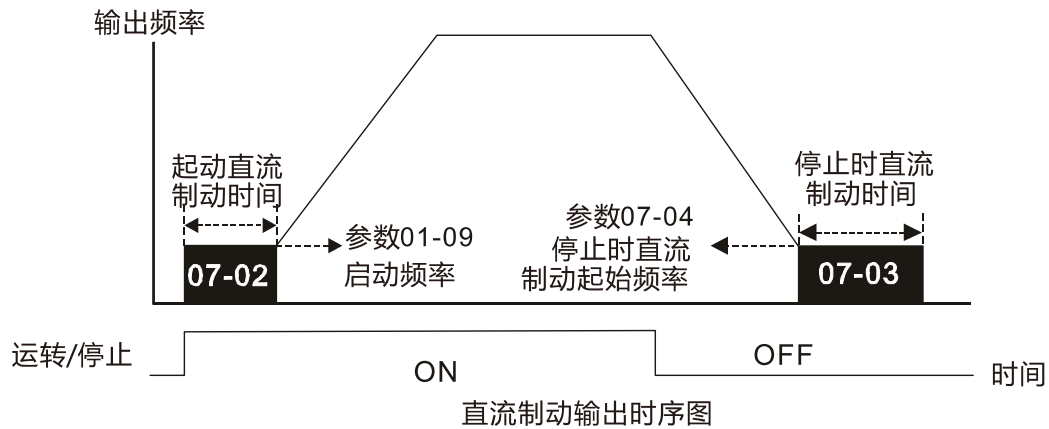 输出频率
起动直流
制动时间
停止时直流
制动时间
参数01-09
启动频率
参数07-04
停止时直流
制动起始频率
07-02
07-03
运转/停止
ON
OFF
时间
直流制动输出时序图